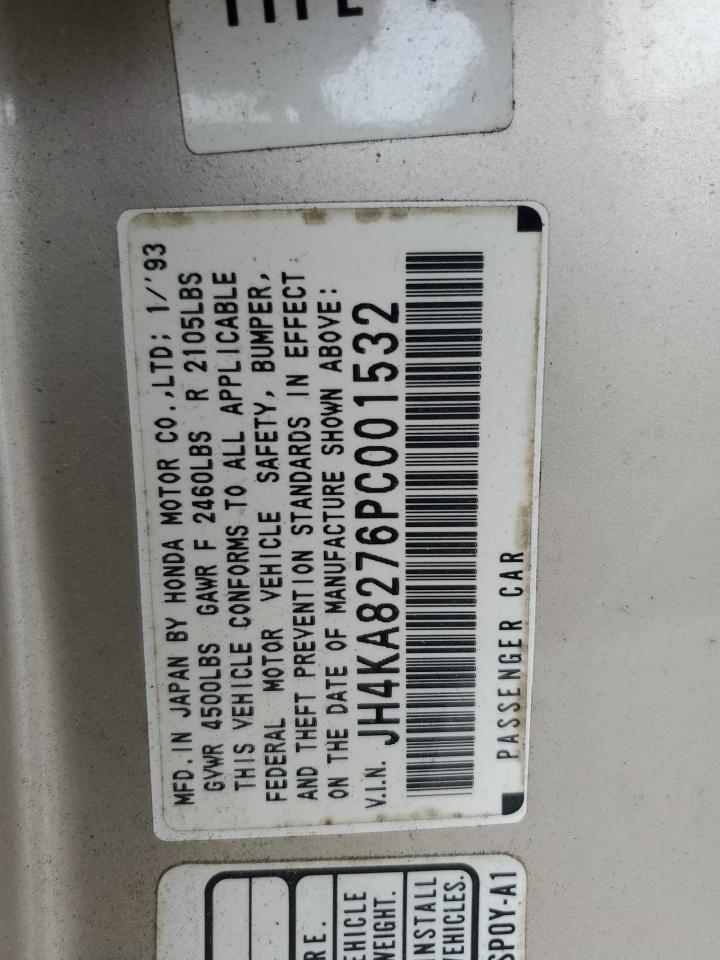 MFD. IN JAPAN BY HONDA MOTOR CO.,LTD; 1/'93
GVWR 4500LBS GAWR F 2460LBS R 2105LBS
THIS VEHICLE CONFORMS TO ALL APPLICABLE
FEDERAL MOTOR VEHICLE SAFETY, BUMPER,
AND THEFT PREVENTION STANDARDS IN EFFECT
ON THE DATE OF MANUFACTURE SHOWN ABOVE:
V.I.N. JH4KA8276PC001532
PASSENGER CAR
RE.
EHICLE
WEIGHT.
INSTALL
VEHICLES.
SPOY-A1